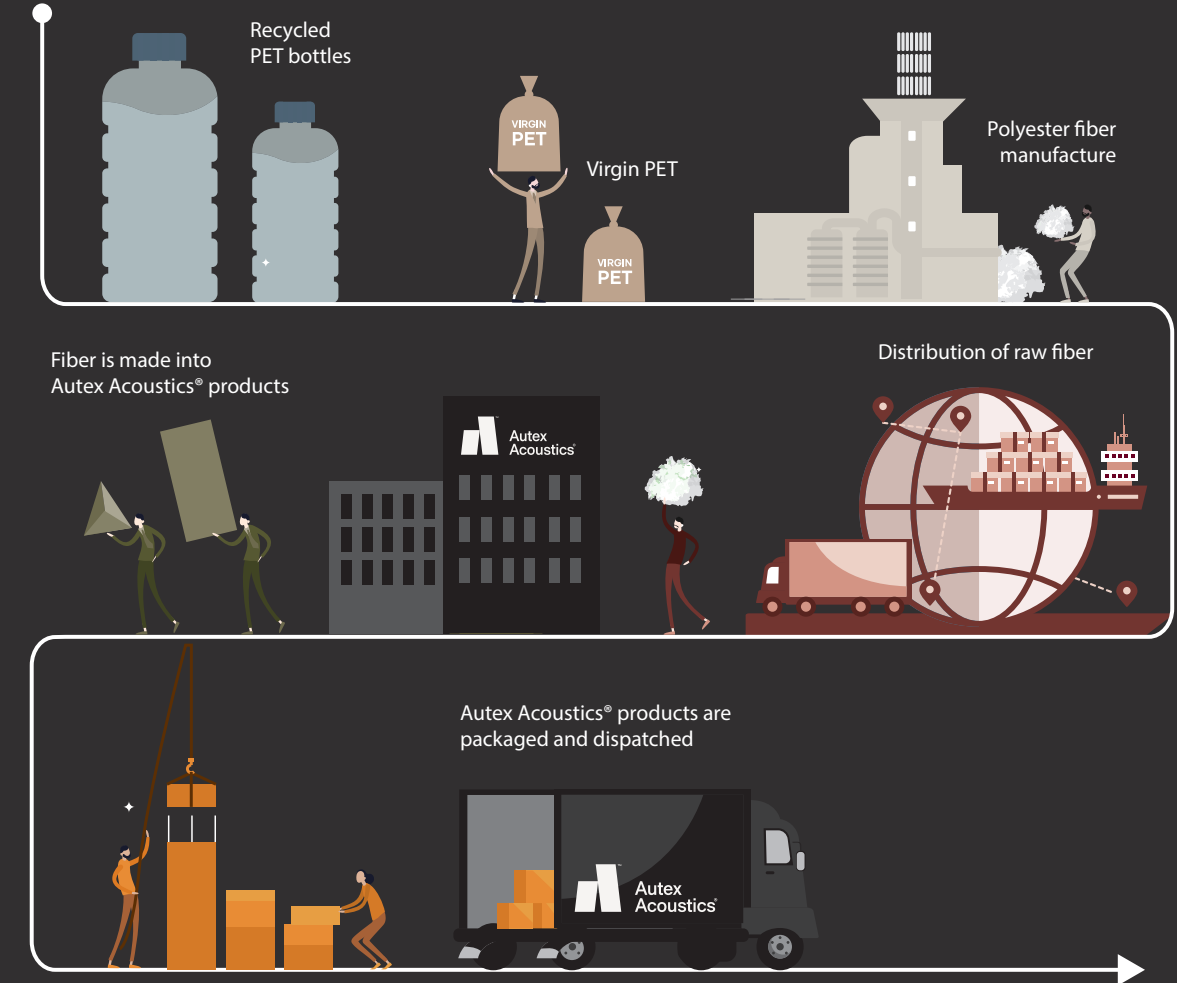 Recycled
PET bottles
VIRGIN
PET
Virgin PET
VIRGIN
PET
Polyester fiber
manufacture
Distribution of raw fiber
Fiber is made into
Autex Acoustics® products
Autex
Acoustics®
Autex Acoustics® products are
packaged and dispatched
Autex
Acoustics®